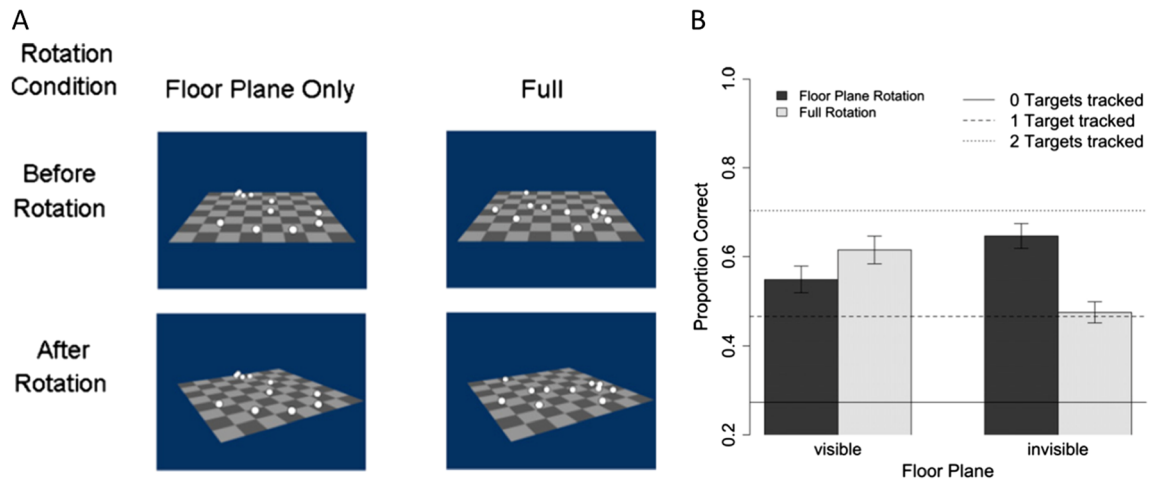 A
Rotation
Condition
Floor Plane Only
Full
Before
Rotation
After
Rotation
B
Proportion Correct
1.0
0.8
0.6
0.4
0.2
Floor Plane Rotation
Full Rotation
0 Targets tracked
1 Target tracked
2 Targets tracked
visible
invisible
Floor Plane